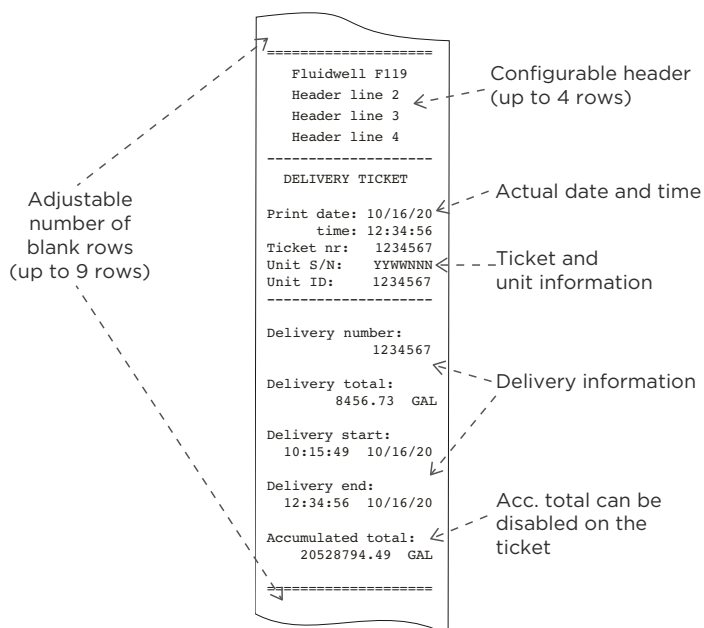 ====================
Fluidwell F119
Header line 2
Header line 3
Header line 4
--------------------
DELIVERY TICKET
Print date: 10/16/20
time: 12:34:56
Ticket nr: 1234567
Unit S/N: YYWWNNN
Unit ID: 1234567
--------------------
Delivery number:
1234567
Delivery total:
8456.73 GAL
Delivery start:
10:15:49 10/16/20
Delivery end:
12:34:56 10/16/20
Accumulated total:
20528794.49 GAL
====================
Adjustable
number of
blank rows
(up to 9 rows)
Configurable header
(up to 4 rows)
Actual date and time
Ticket and
unit information
Delivery information
Acc. total can be
disabled on the
ticket